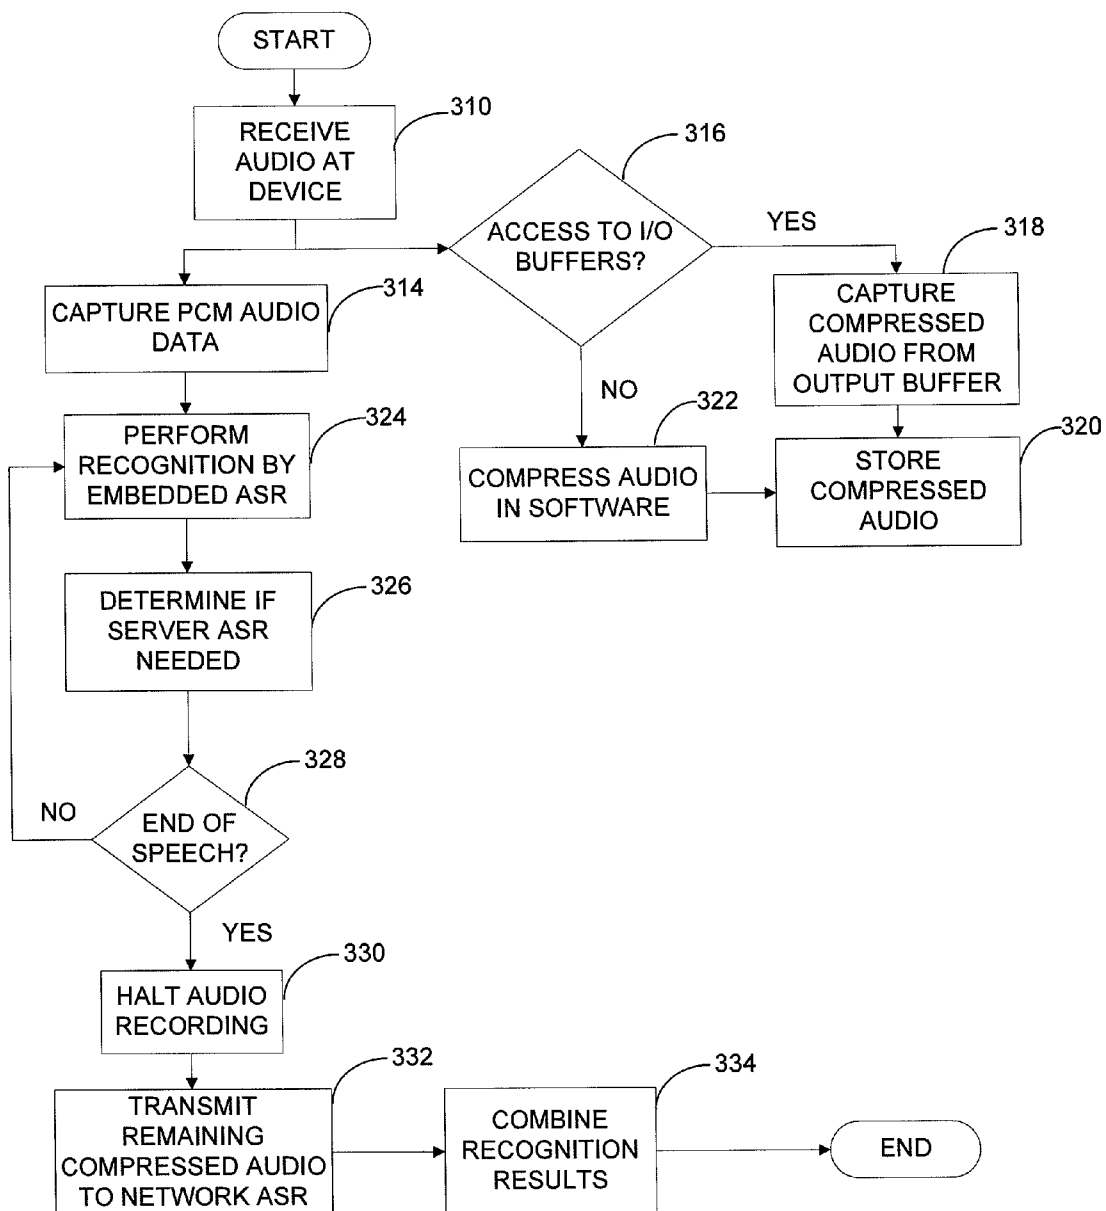 START
310
RECEIVE
AUDIO AT
DEVICE
316
ACCESS TO I/O
BUFFERS?
YES
318
CAPTURE
COMPRESSED
AUDIO FROM
OUTPUT BUFFER
314
CAPTURE PCM AUDIO
DATA
NO
322
COMPRESS AUDIO
IN SOFTWARE
320
STORE
COMPRESSED
AUDIO
324
PERFORM
RECOGNITION BY
EMBEDDED ASR
326
DETERMINE IF
SERVER ASR
NEEDED
328
NO
END OF
SPEECH?
YES
330
HALT AUDIO
RECORDING
332
TRANSMIT
REMAINING
COMPRESSED AUDIO
TO NETWORK ASR
334
COMBINE
RECOGNITION
RESULTS
END